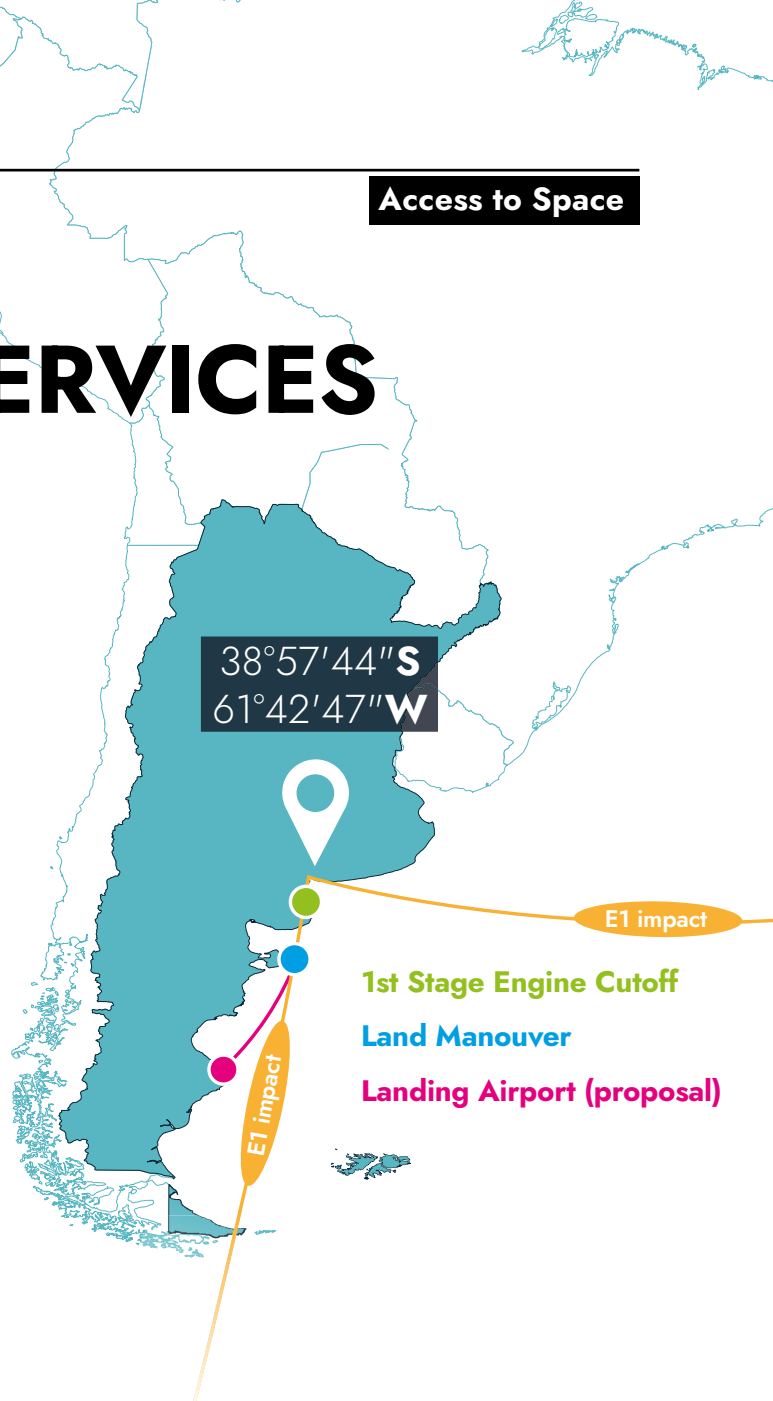 Access to Space
ERVICES
38°57'44"S
61°42'47"W
E1 impact
1st Stage Engine Cutoff
Land Manouver
Landing Airport (proposal)
E1 impact